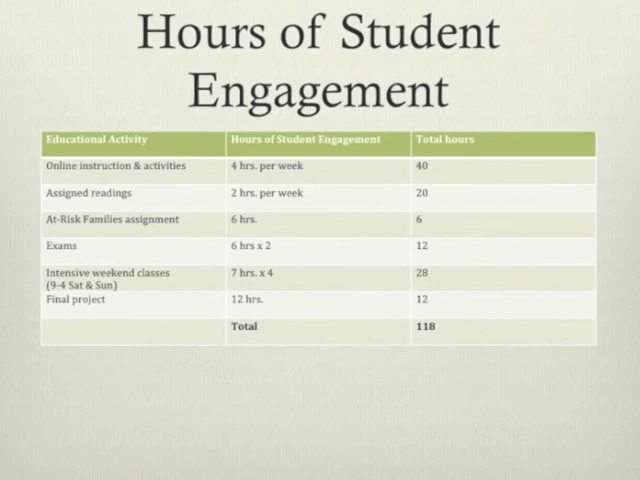 Hours of Student
Engagement
Educational Activity Hours of Student Engagement Total hours
Online instruction & activities 4 hrs. per week 40
Assigned readings 2 hrs. per week 20
At-Risk Families assignment 6 hrs. 6
Exams 6 hrs x 2 12
Intensive weekend classes 7 hrs. x 4 28
(9-4 Sat & Sun)
Final project 12 hrs. 12
Total 118